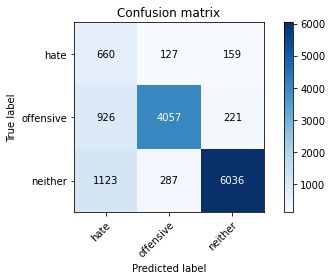 Confusion matrix
hate 660 127 159
offensive 926 4057 221
neither 1123 287 6036
hate offensive neither
True label
Predicted label
6000
5000
4000
3000
2000
1000